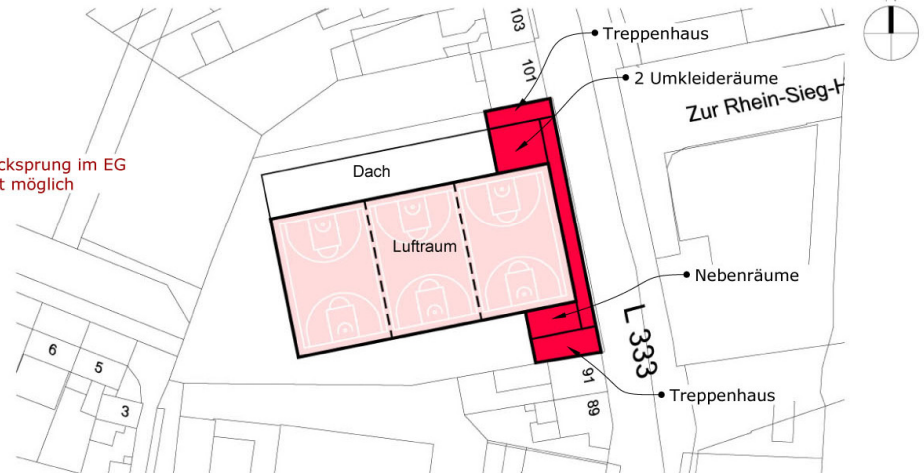 103
Treppenhaus
101
2 Umkleideräume
Zur Rhein-Sieg-H
cksprung im EG
t möglich
Dach
Luftraum
Nebenräume
L 333
6
5
3
91
89
Treppenhaus